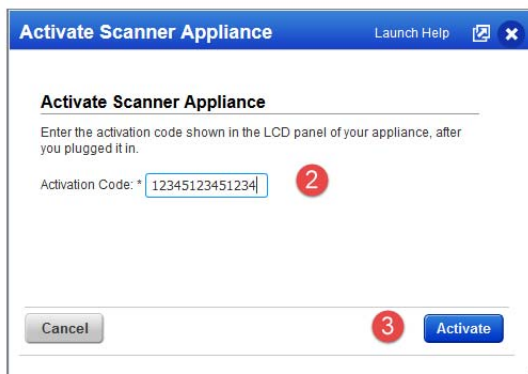 Activate Scanner Appliance Launch Help
Activate Scanner Appliance
Enter the activation code shown in the LCD panel of your appliance, after
you plugged it in.
Activation Code: * 12345123451234 2
Cancel 3 Activate